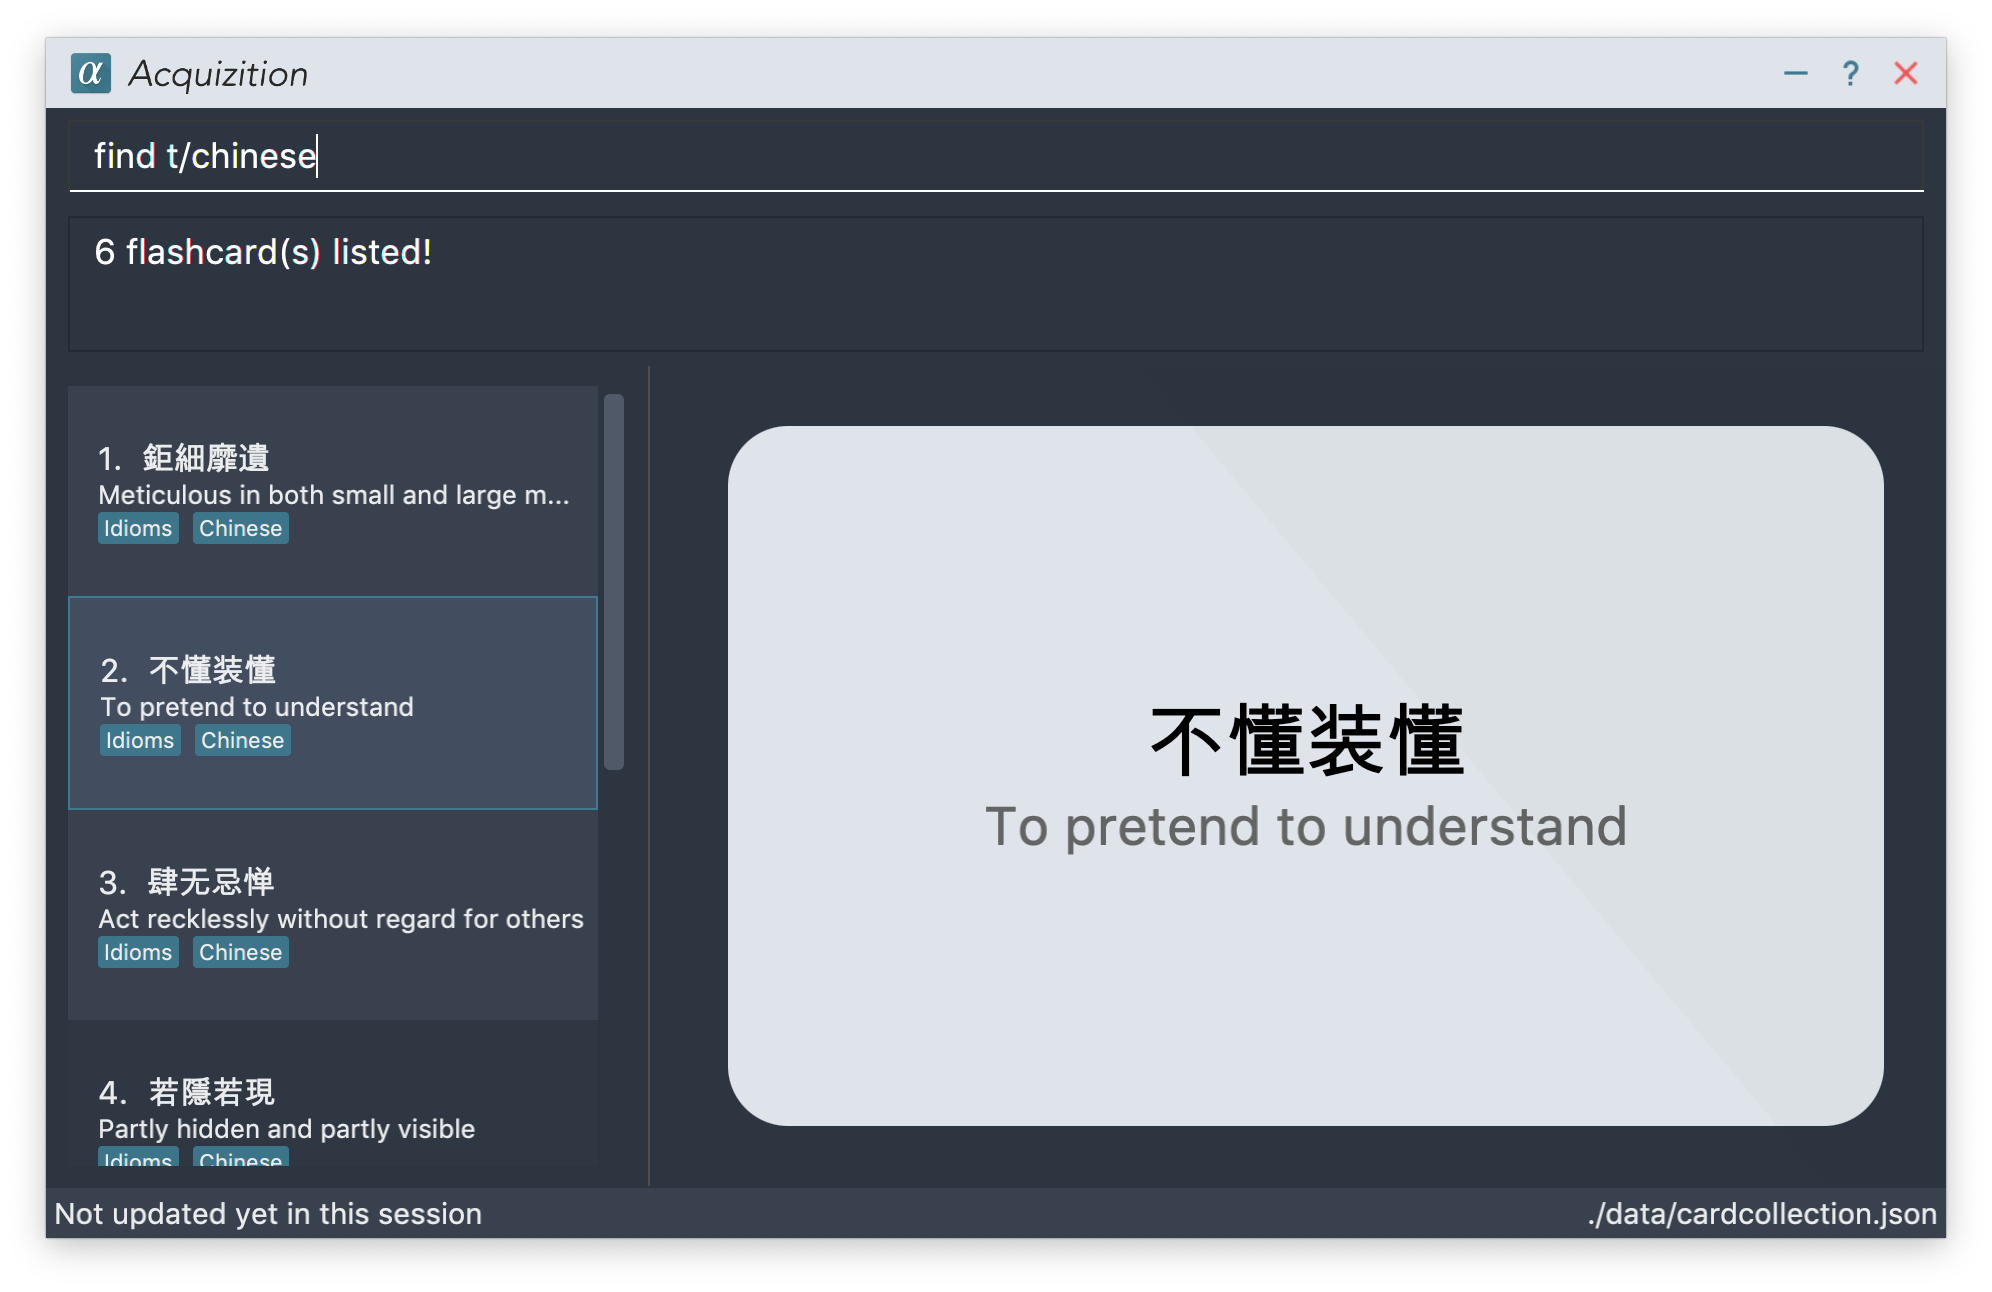 α Acquizition
— ? ×
find t/chinese
6 flashcard(s) listed!
1. 鉅細靡遺
Meticulous in both small and large m...
Idioms Chinese
2. 不懂装懂
To pretend to understand
Idioms Chinese
3. 肆无忌惮
Act recklessly without regard for others
Idioms Chinese
4. 若隱若現
Partly hidden and partly visible
Idioms Chinese
不懂装懂
To pretend to understand
Not updated yet in this session
./data/cardcollection.json